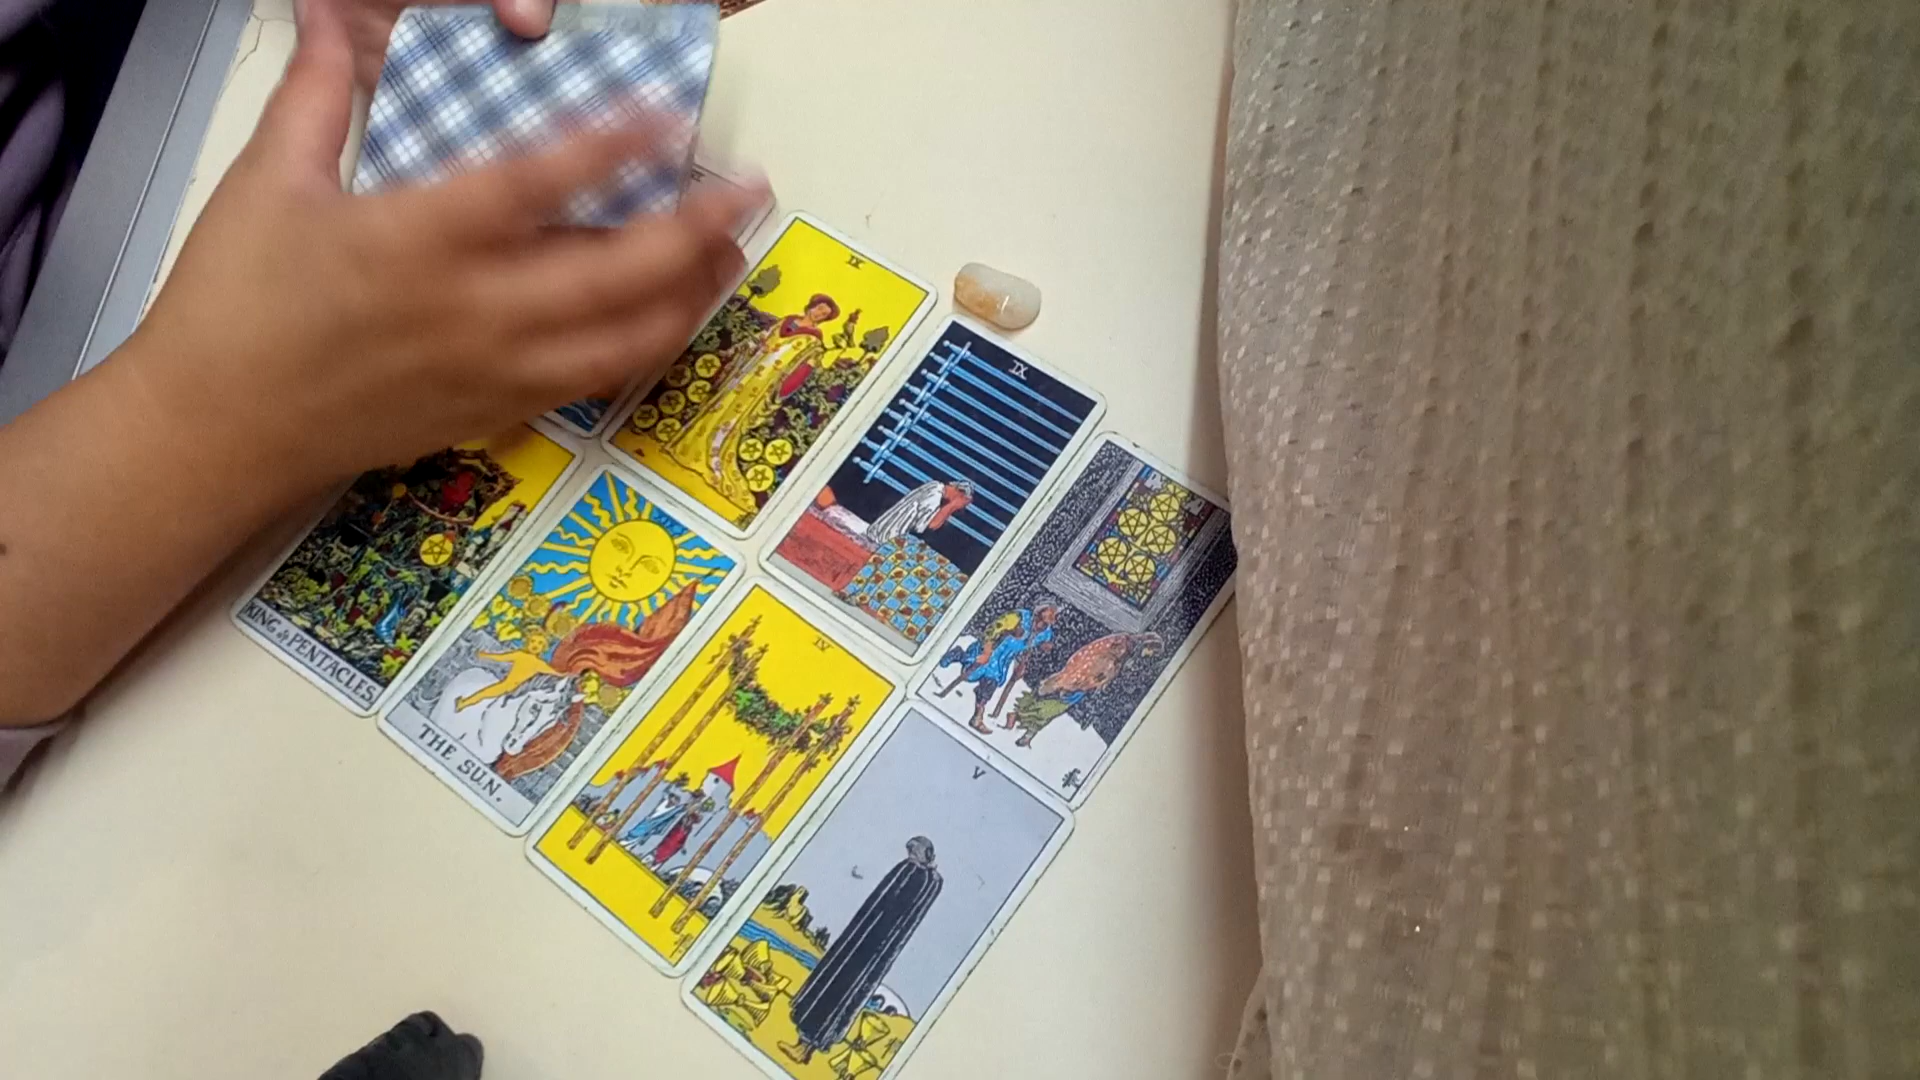 IX
IX
KING of PENTACLES
THE SUN.
IV
V